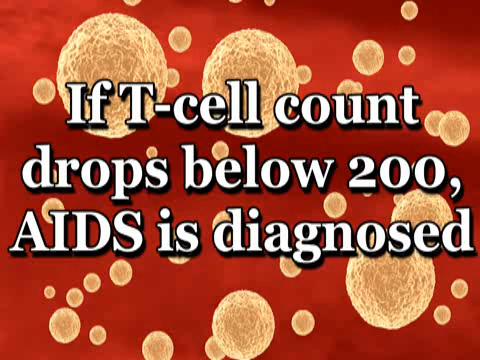 If T-cell count
drops below 200,
AIDS is diagnosed